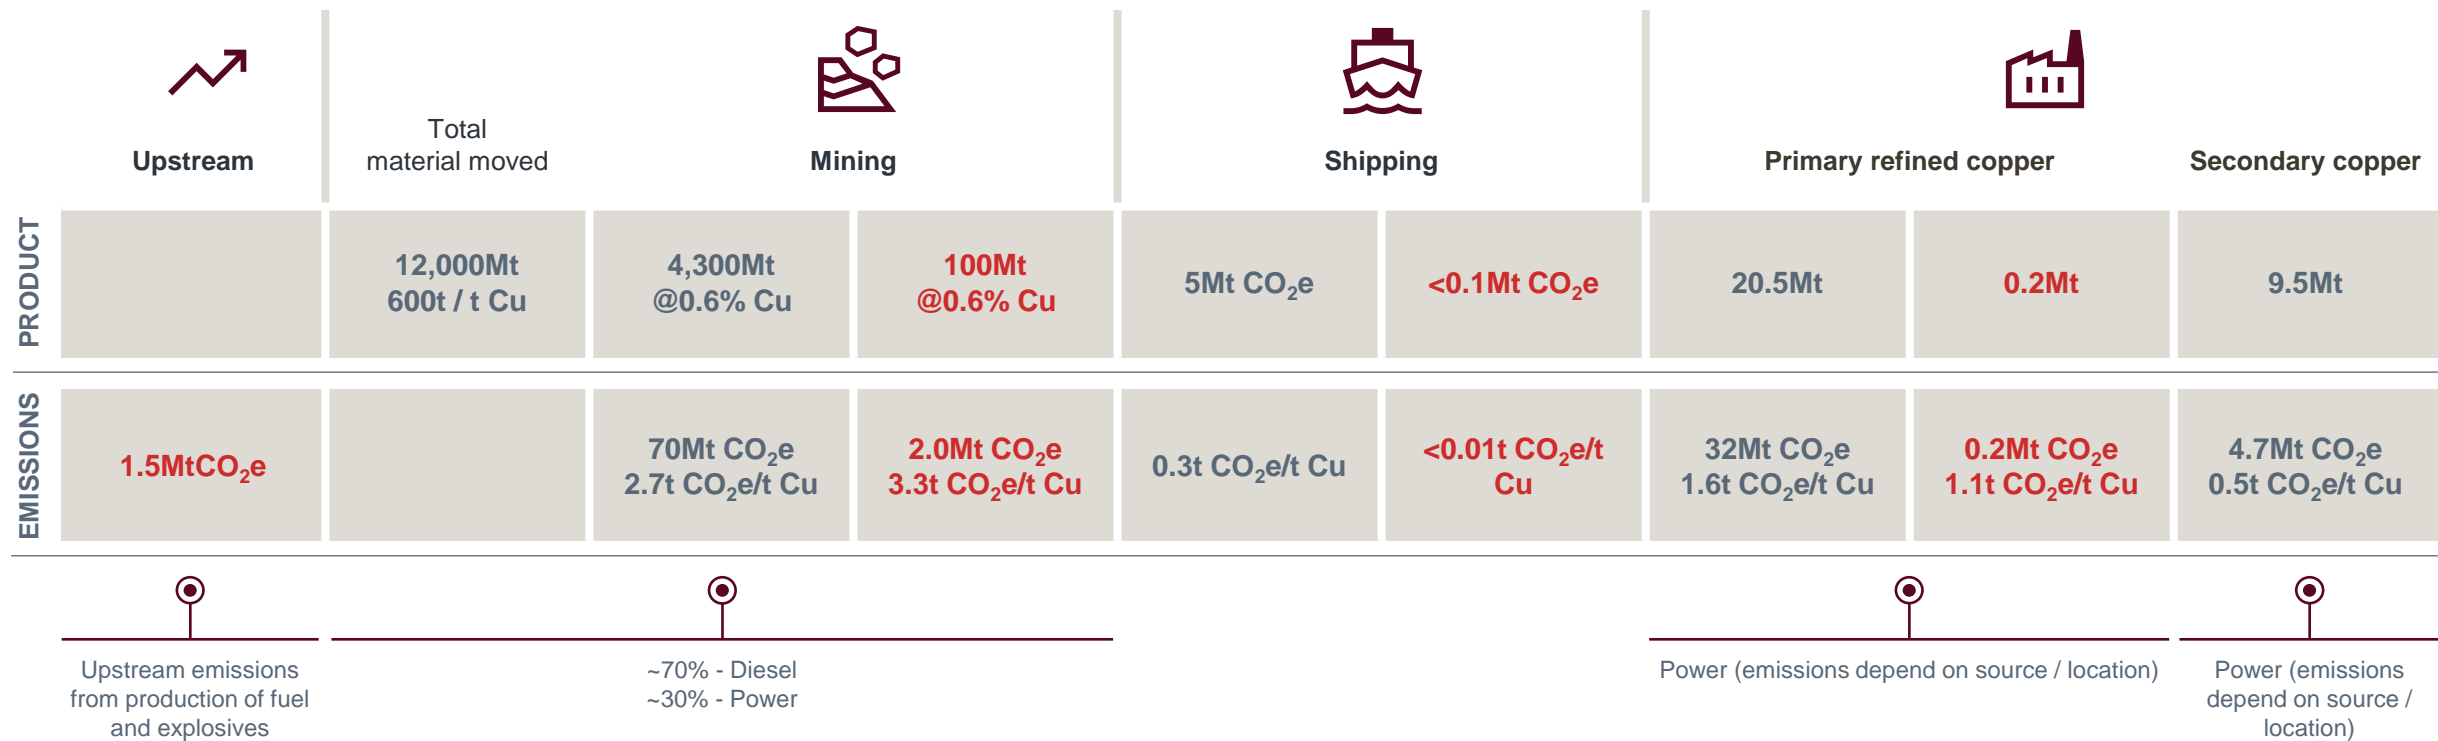 Upstream
Total
material moved
Mining
Shipping
Primary refined copper
Secondary copper
PRODUCT
12,000Mt
600t / t Cu
4,300Mt
@0.6% Cu
100Mt
@0.6% Cu
5Mt CO₂e
<0.1Mt CO₂e
20.5Mt
0.2Mt
9.5Mt
EMISSIONS
1.5MtCO₂e
70Mt CO₂e
2.7t CO₂e/t Cu
2.0Mt CO₂e
3.3t CO₂e/t Cu
0.3t CO₂e/t Cu
<0.01t CO₂e/t
Cu
32Mt CO₂e
1.6t CO₂e/t Cu
0.2Mt CO₂e
1.1t CO₂e/t Cu
4.7Mt CO₂e
0.5t CO₂e/t Cu
Upstream emissions
from production of fuel
and explosives
~70% - Diesel
~30% - Power
Power (emissions depend on source / location)
Power (emissions
depend on source /
location)